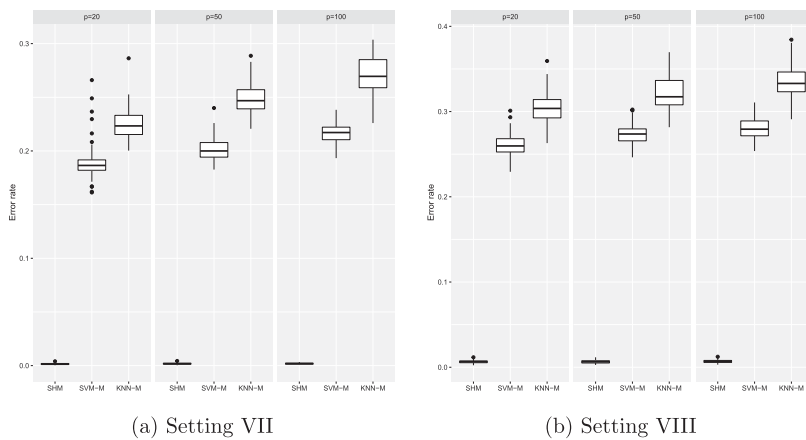 p=20 p=50 p=100
0.3
0.2
0.1
0.0
Error rate
SHM SVM−M KNN−M SHM SVM−M KNN−M SHM SVM−M KNN−M
(a) Setting VII
p=20 p=50 p=100
0.4
0.3
0.2
0.1
0.0
Error rate
SHM SVM−M KNN−M SHM SVM−M KNN−M SHM SVM−M KNN−M
(b) Setting VIII